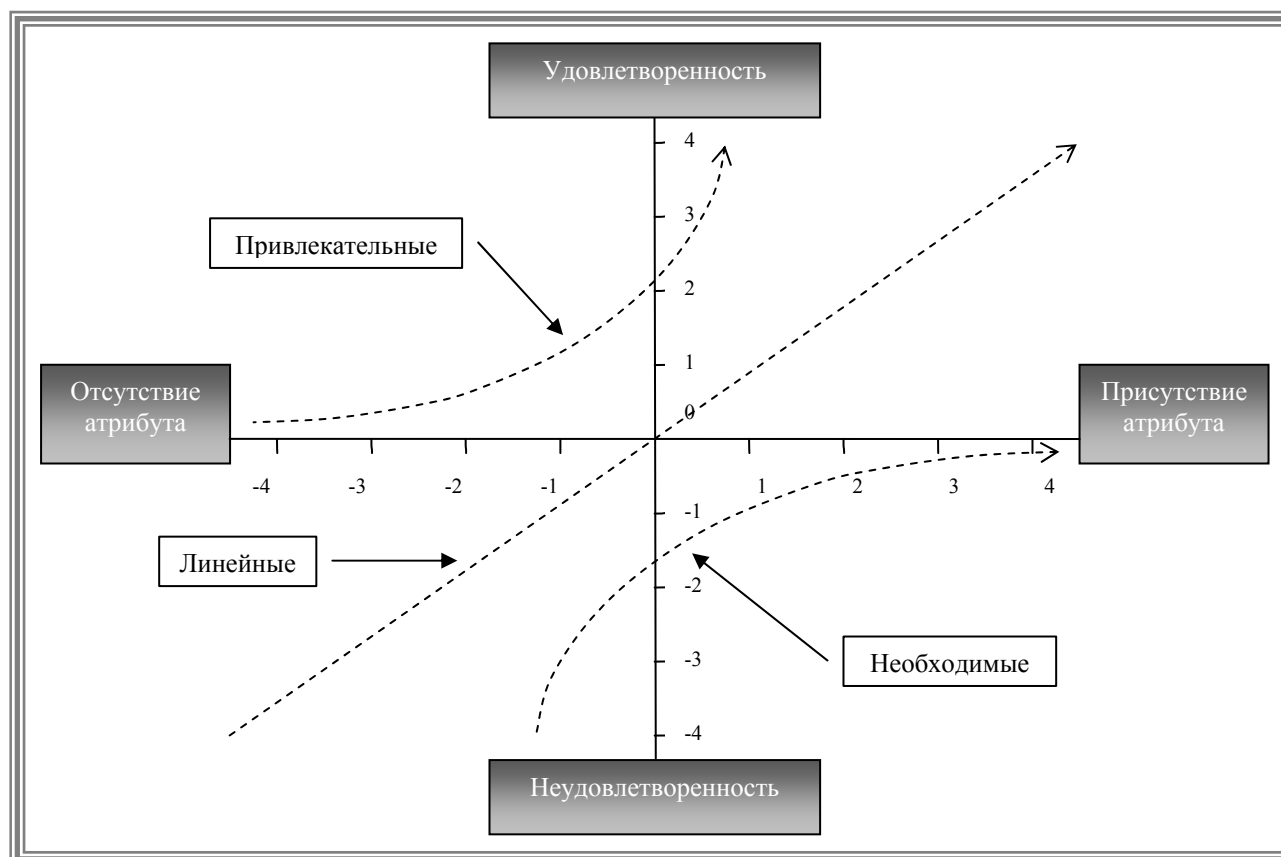 Удовлетворенность
4
3
Привлекательные
2
1
Отсутствие
атрибута
0
Присутствие
атрибута
-4 -3 -2 -1 1 2 3 4
-1
Линейные
-2
-3
Необходимые
-4
Неудовлетворенность